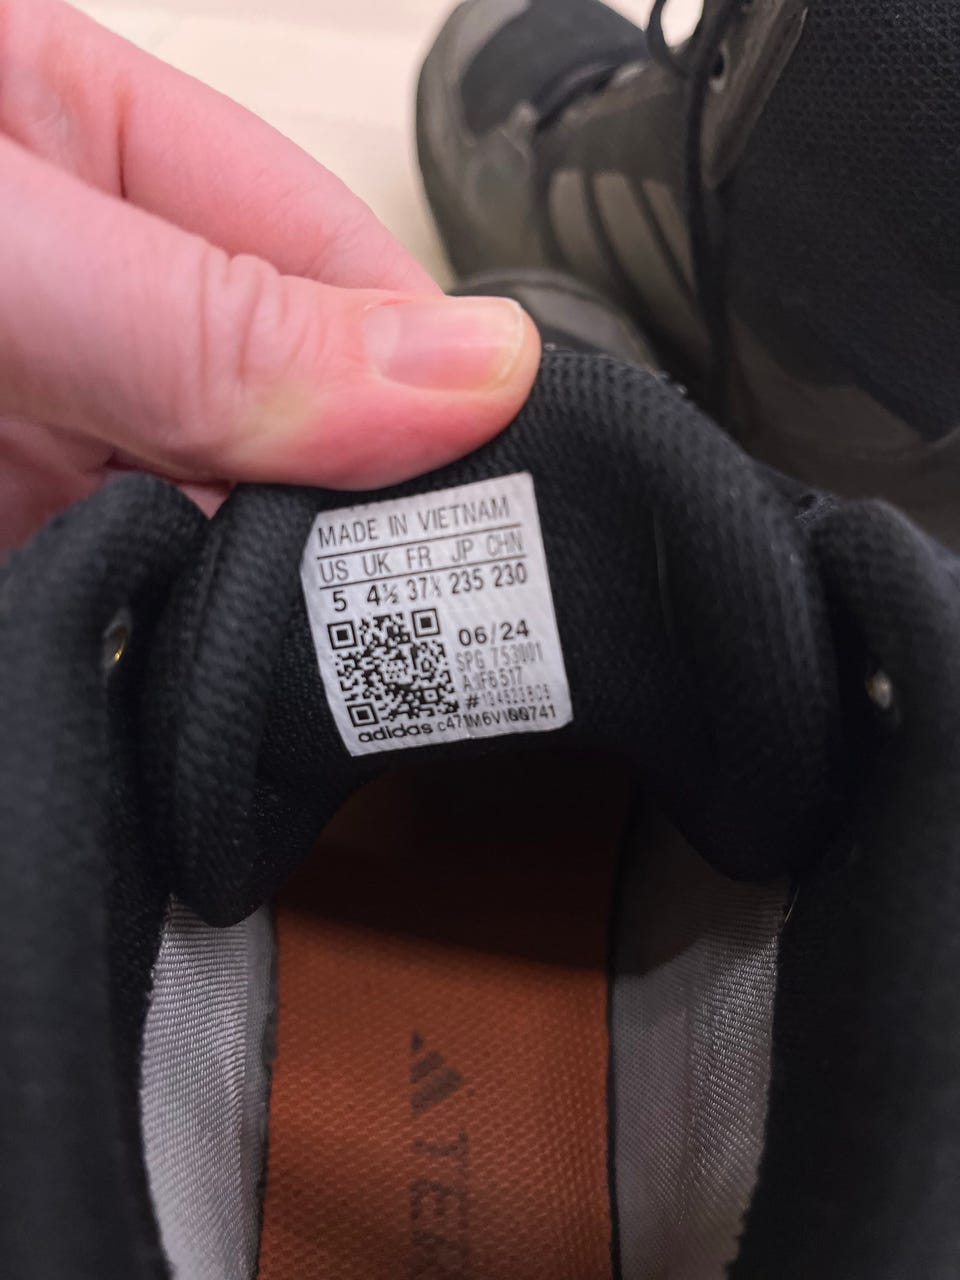 MADE IN VIETNAM
US UK FR JP CHN
5 4½ 37⅓ 235 230
06/24
SPG 753001
adidas
TER